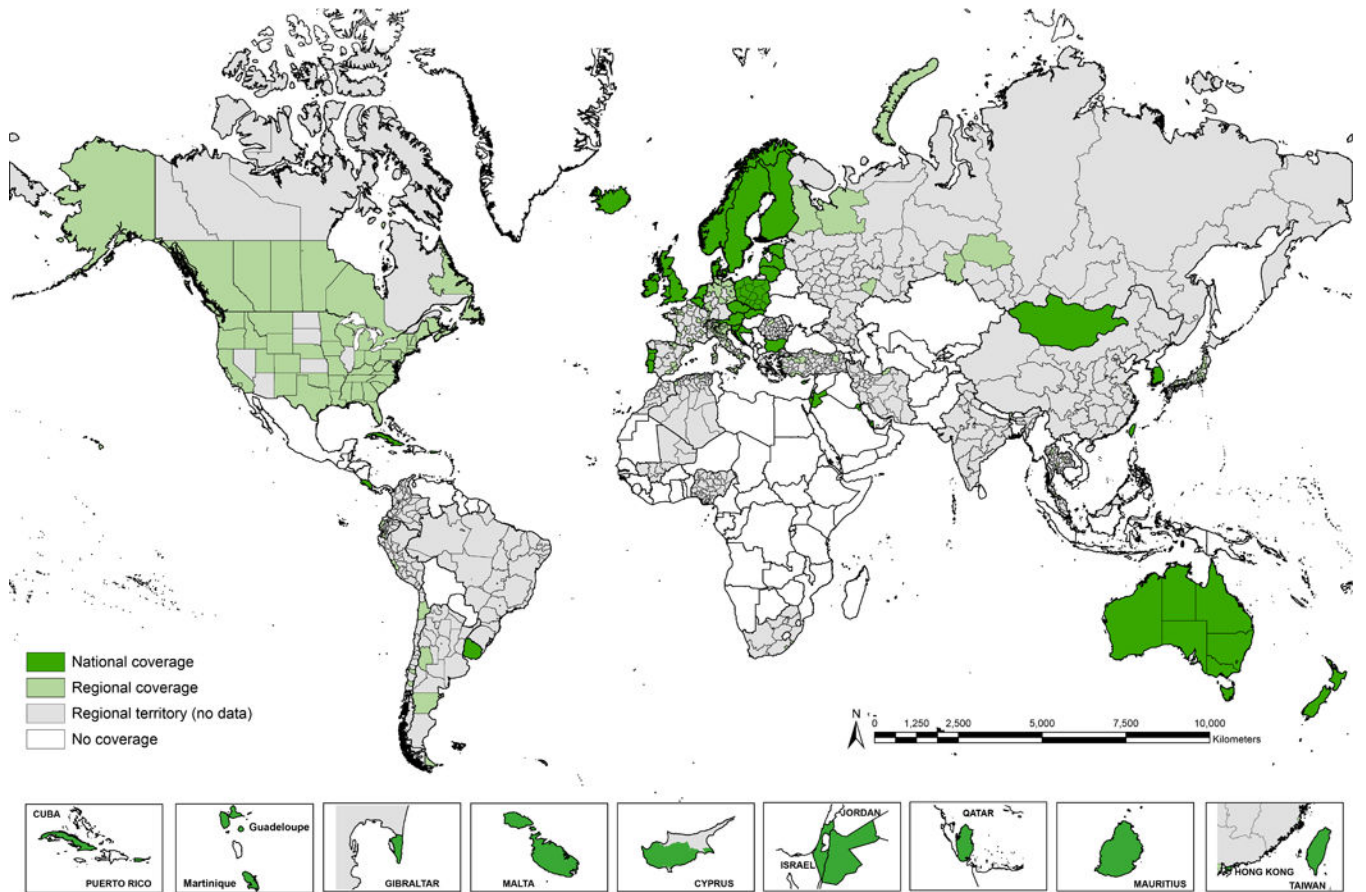 National coverage
Regional coverage
Regional territory (no data)
No coverage
N
0 1,250 2,500 5,000 7,500 10,000
Kilometers
CUBA
PUERTO RICO
Guadeloupe
Martinique
GIBRALTAR
MALTA
CYPRUS
JORDAN
ISRAEL
QATAR
MAURITIUS
HONG KONG
TAIWAN